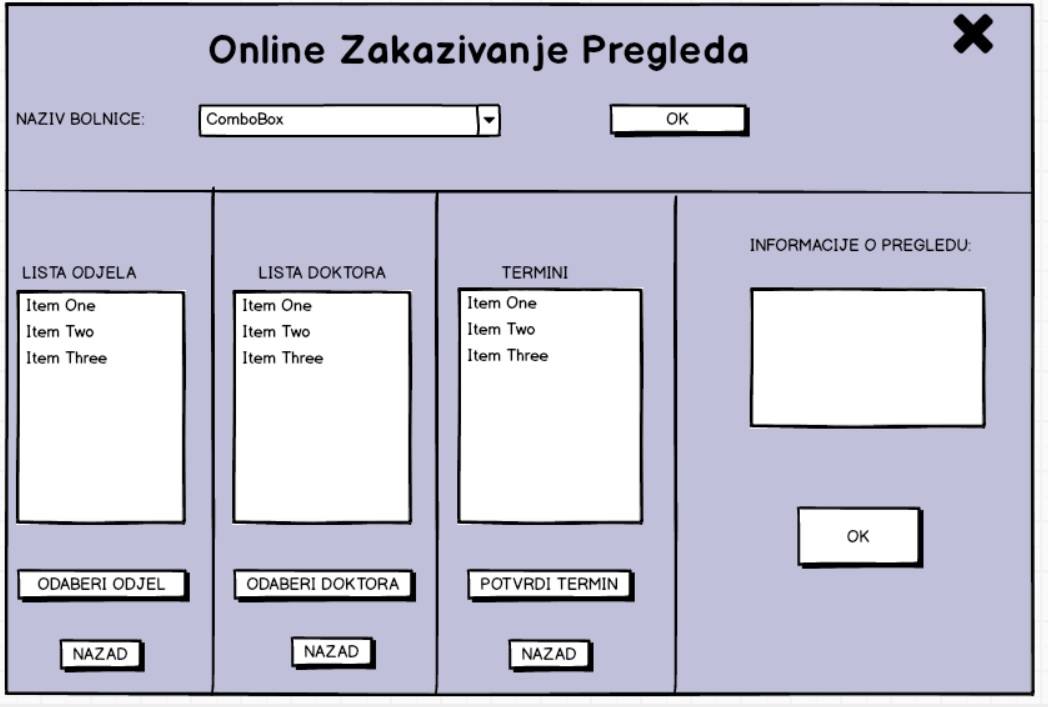 Online Zakazivanje Pregleda
NAZIV BOLNICE:
ComboBox
OK
LISTA ODJELA
Item One
Item Two
Item Three
ODABERI ODJEL
NAZAD
LISTA DOKTORA
Item One
Item Two
Item Three
ODABERI DOKTORA
NAZAD
TERMINI
Item One
Item Two
Item Three
POTVRDI TERMIN
NAZAD
INFORMACIJE O PREGLEDU:
OK